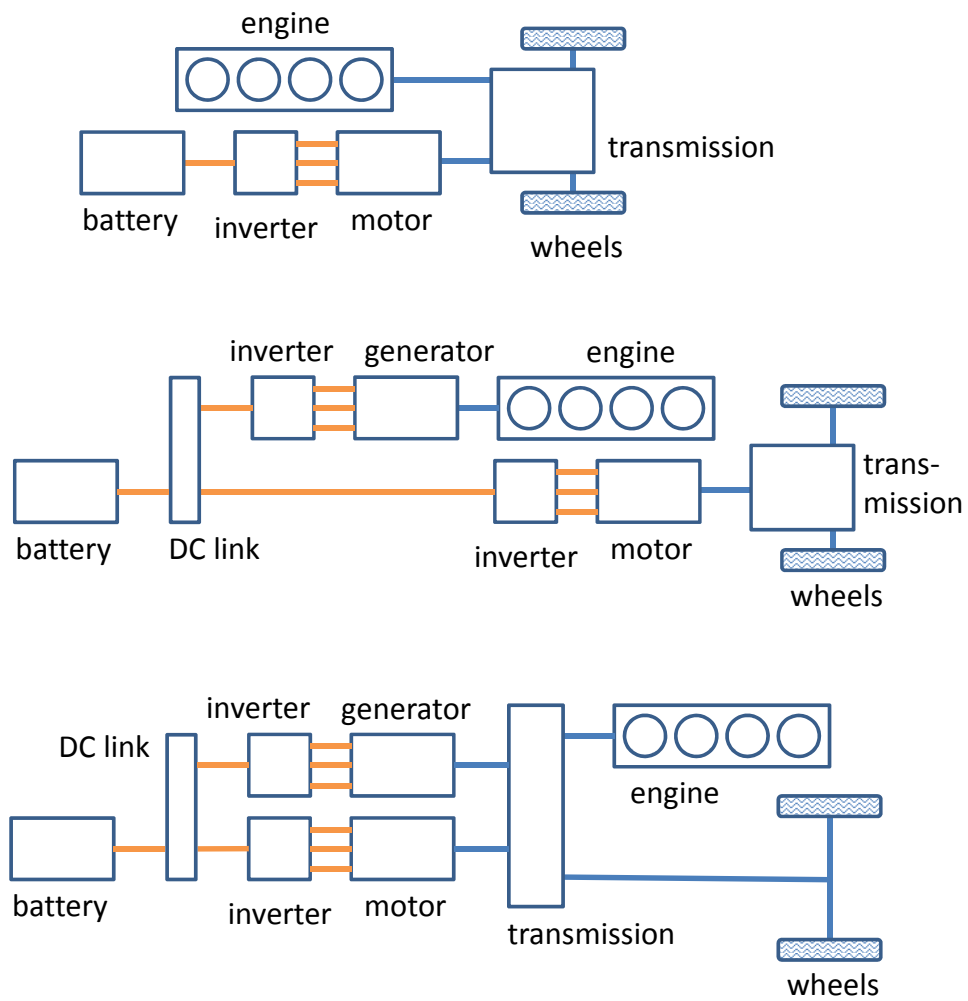 engine
transmission
battery
inverter
motor
wheels
inverter
generator
engine
trans-
mission
battery
DC link
inverter
motor
wheels
inverter
generator
DC link
engine
battery
inverter
motor
transmission
wheels